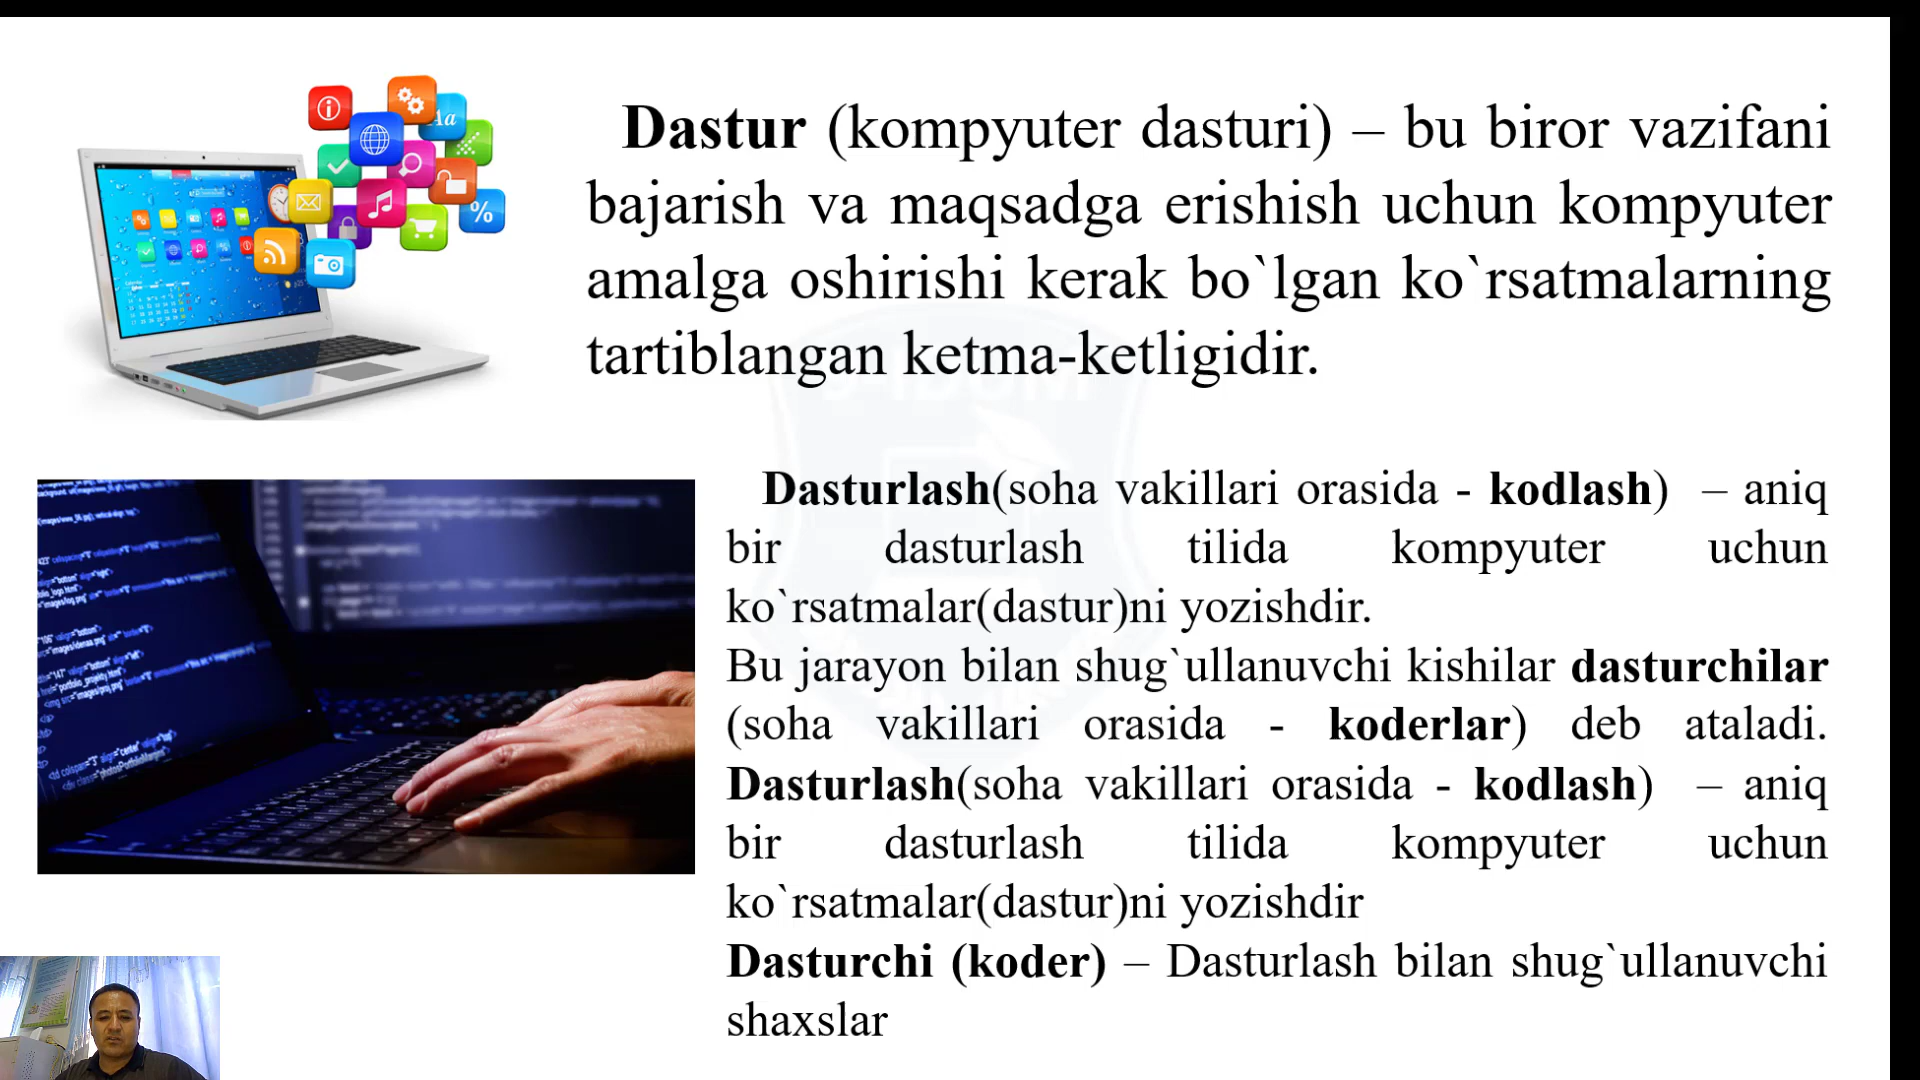 Dastur (kompyuter dasturi) – bu biror vazifani
bajarish va maqsadga erishish uchun kompyuter
amalga oshirishi kerak bo`lgan ko`rsatmalarning
tartiblangan ketma-ketligidir.
Dasturlash(soha vakillari orasida - kodlash) – aniq
bir dasturlash tilida kompyuter uchun
ko`rsatmalar(dastur)ni yozishdir.
Bu jarayon bilan shug`ullanuvchi kishilar dasturchilar
(soha vakillari orasida - koderlar) deb ataladi.
Dasturlash(soha vakillari orasida - kodlash) – aniq
bir dasturlash tilida kompyuter uchun
ko`rsatmalar(dastur)ni yozishdir
Dasturchi (koder) – Dasturlash bilan shug`ullanuvchi
shaxslar
Aa
%